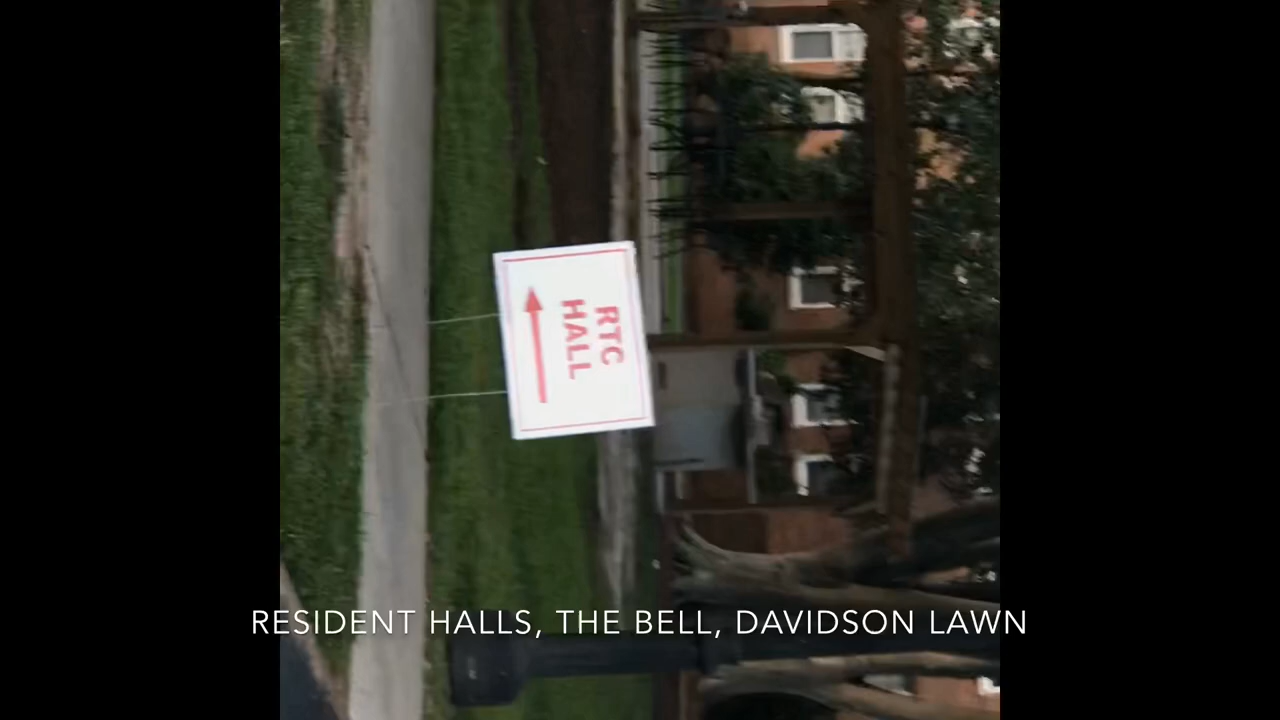 RTC
HALL
RESIDENT HALLS, THE BELL, DAVIDSON LAWN